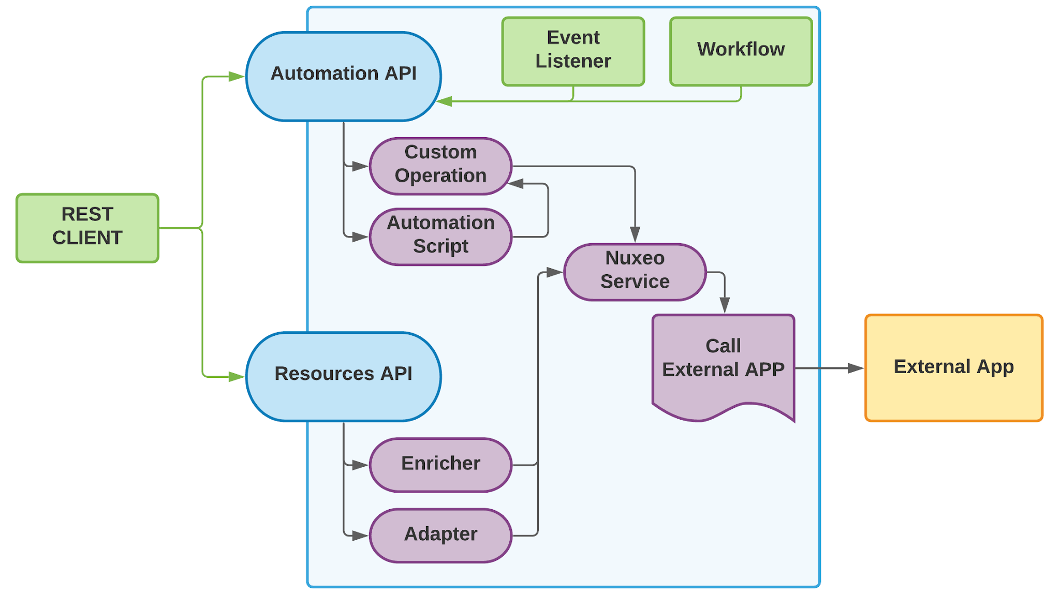 Event
Listener
Workflow
Automation API
Custom
Operation
REST
CLIENT
Automation
Script
Nuxeo
Service
Call
External APP
External App
Resources API
Enricher
Adapter